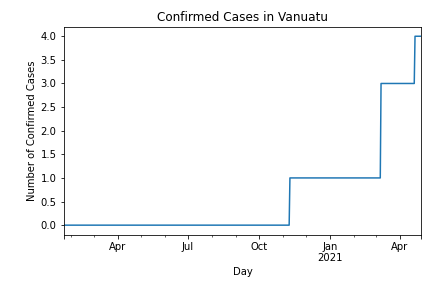 Confirmed Cases in Vanuatu
4.0
3.5
3.0
2.5
2.0
1.5
1.0
0.5
0.0
Number of Confirmed Cases
Apr Jul Oct Jan Apr
2021
Day